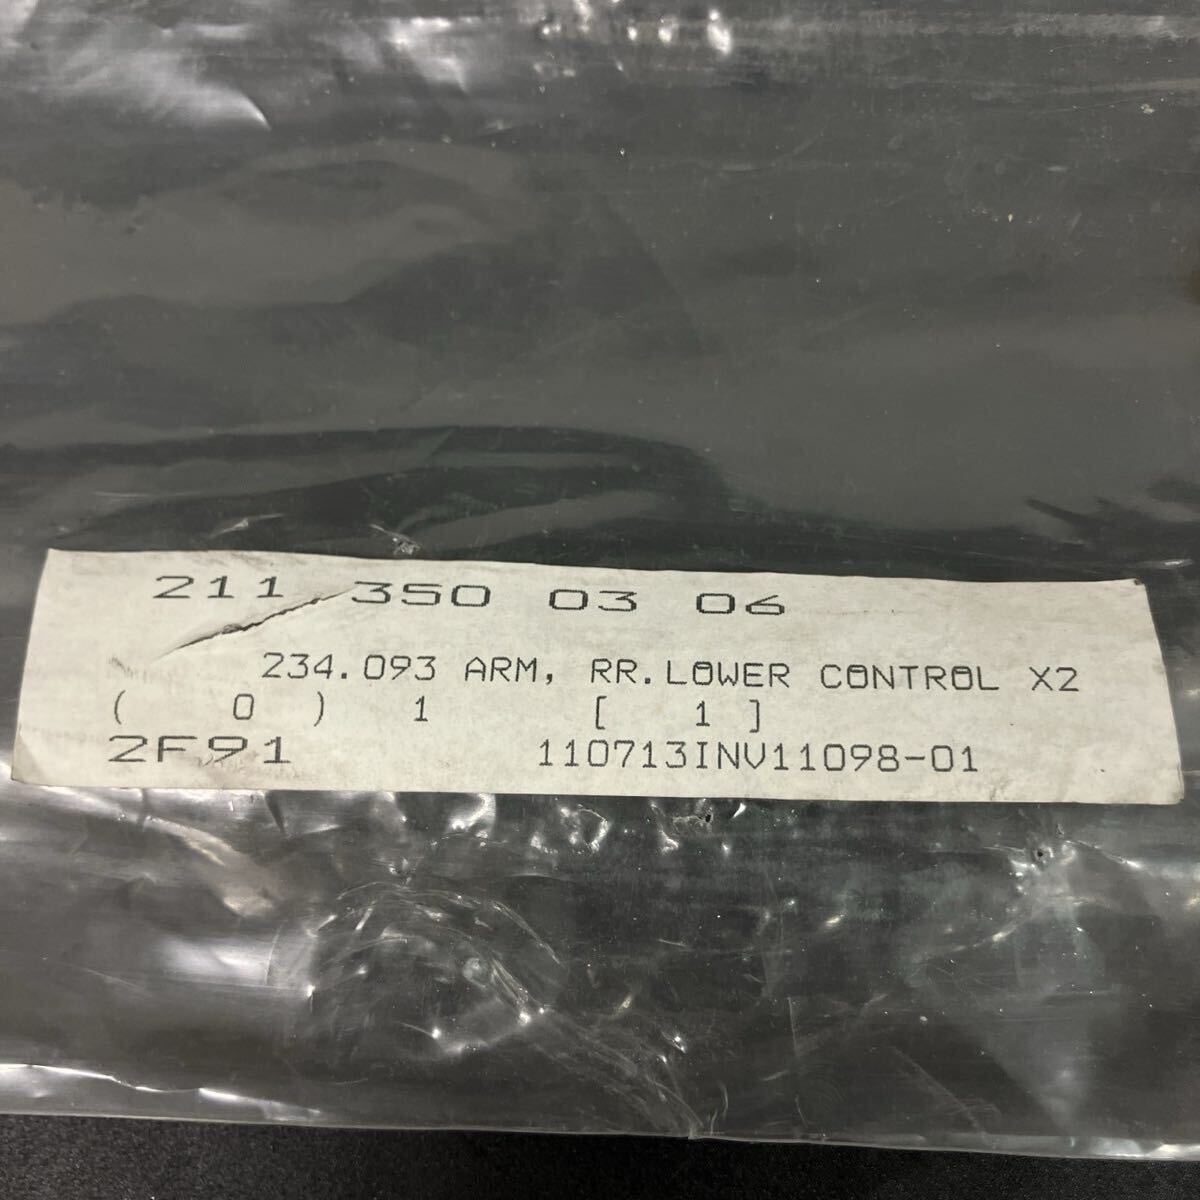 211 350 03 06
234.093 ARM, RR.LOWER CONTROL X2
( 0 ) 1 [ 1 ]
2F91 110713INV11098-01